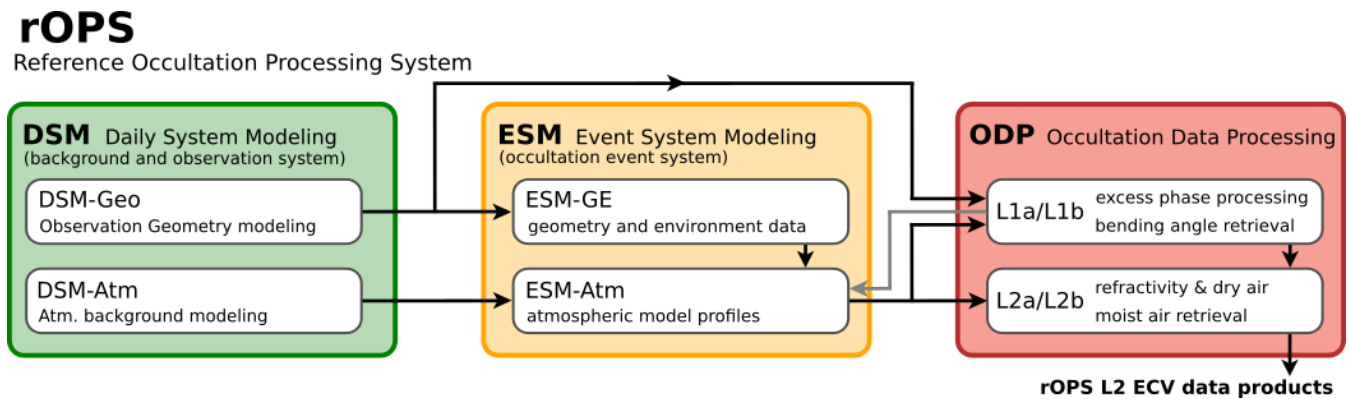 rOPS
Reference Occultation Processing System
DSM Daily System Modeling
(background and observation system)
DSM-Geo
Observation Geometry modeling
DSM-Atm
Atm. background modeling
ESM Event System Modeling
(occultation event system)
ESM-GE
geometry and environment data
ESM-Atm
atmospheric model profiles
ODP Occultation Data Processing
L1a/L1b
excess phase processing
bending angle retrieval
L2a/L2b
refractivity & dry air
moist air retrieval
rOPS L2 ECV data products